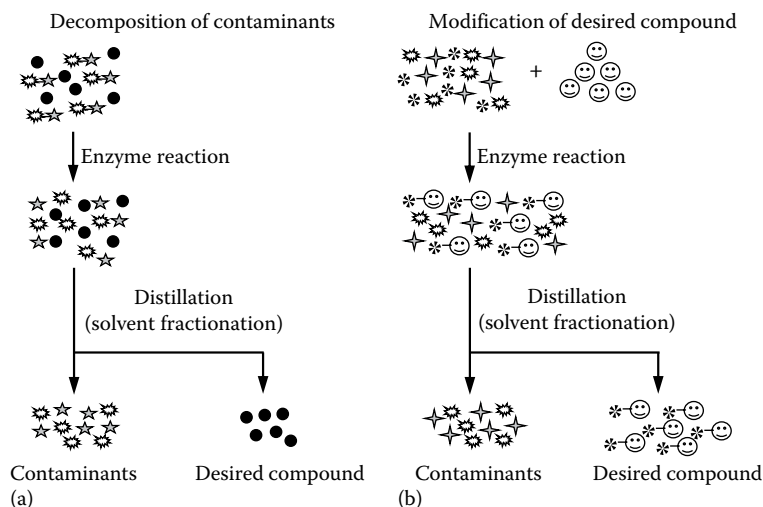 Decomposition of contaminants
Enzyme reaction
Distillation
(solvent fractionation)
Contaminants
Desired compound
(a)
Modification of desired compound
+
Enzyme reaction
Distillation
(solvent fractionation)
Contaminants
Desired compound
(b)